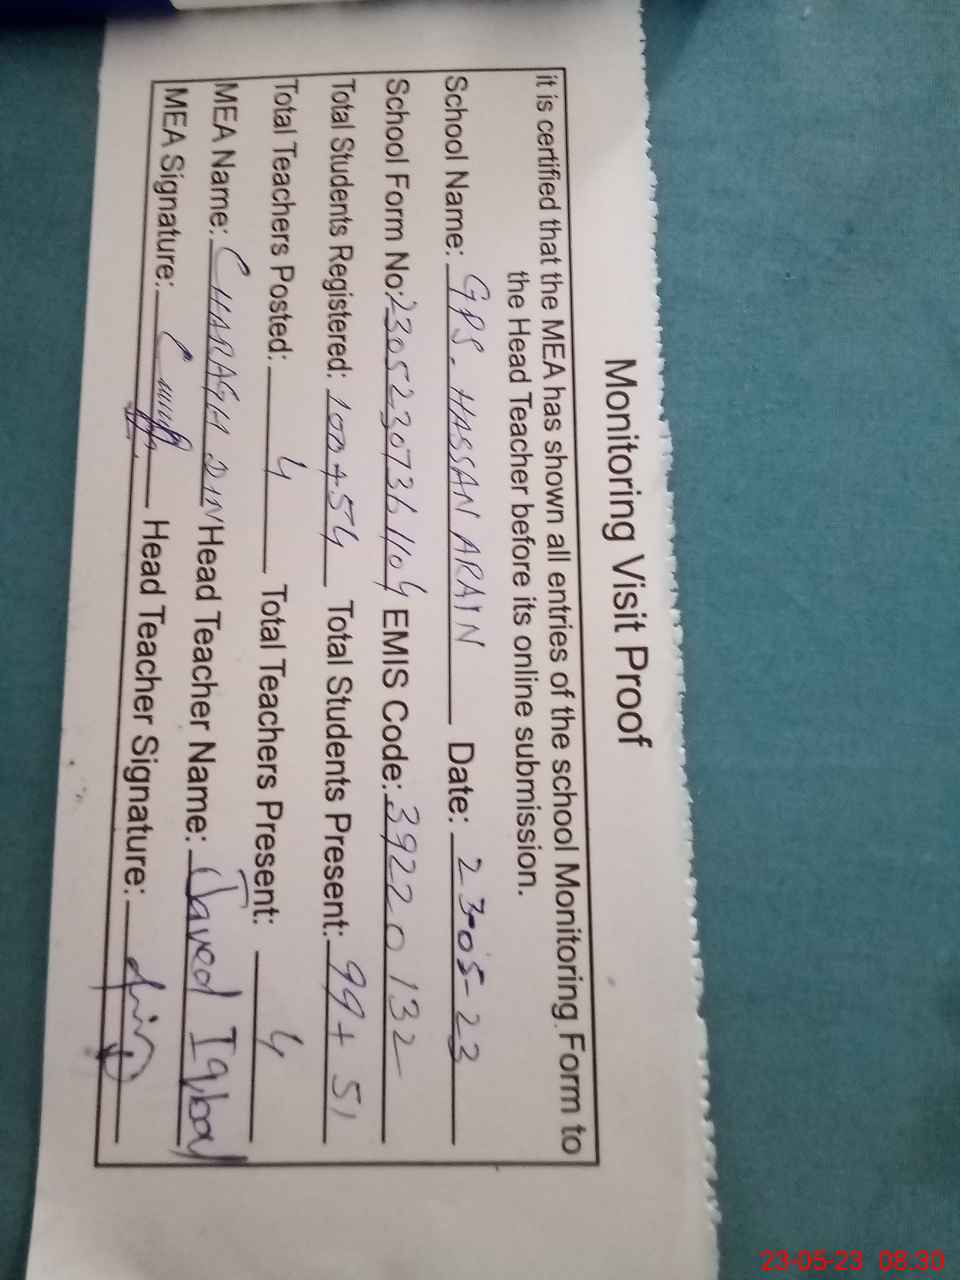 Monitoring Visit Proof
it is certified that the MEA has shown all entries of the school Monitoring Form to
the Head Teacher before its online submission.
School Name: GPS. HASSAN ARAIN Date: 23-05-23
School Form No: 23052307361104 EMIS Code: 39220132
Total Students Registered: 100+54 Total Students Present: 99+51
Total Teachers Posted: 4 Total Teachers Present: 4
MEA Name: CHARAGH DIN Head Teacher Name: Javed Iqbal
MEA Signature: Head Teacher Signature:
23-05-23 08:30